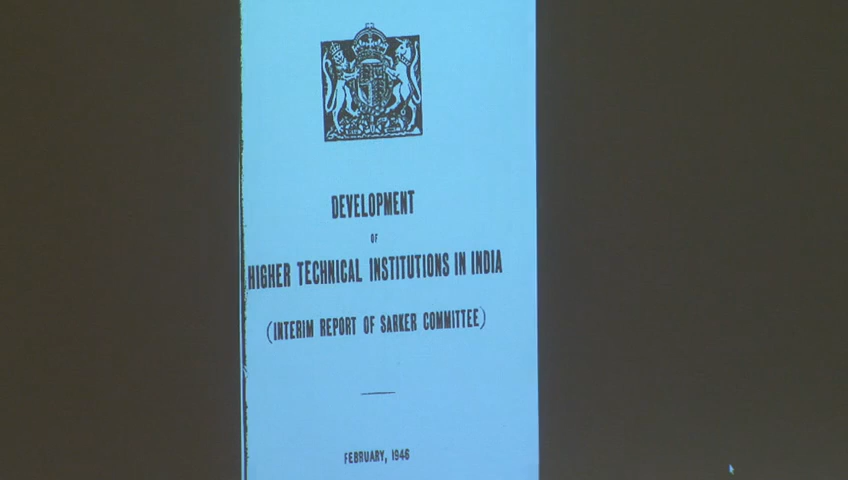 DEVELOPMENT
OF
HIGHER TECHNICAL INSTITUTIONS IN INDIA
(INTERIM REPORT OF SARKER COMMITTEE)
FEBRUARY, 1946